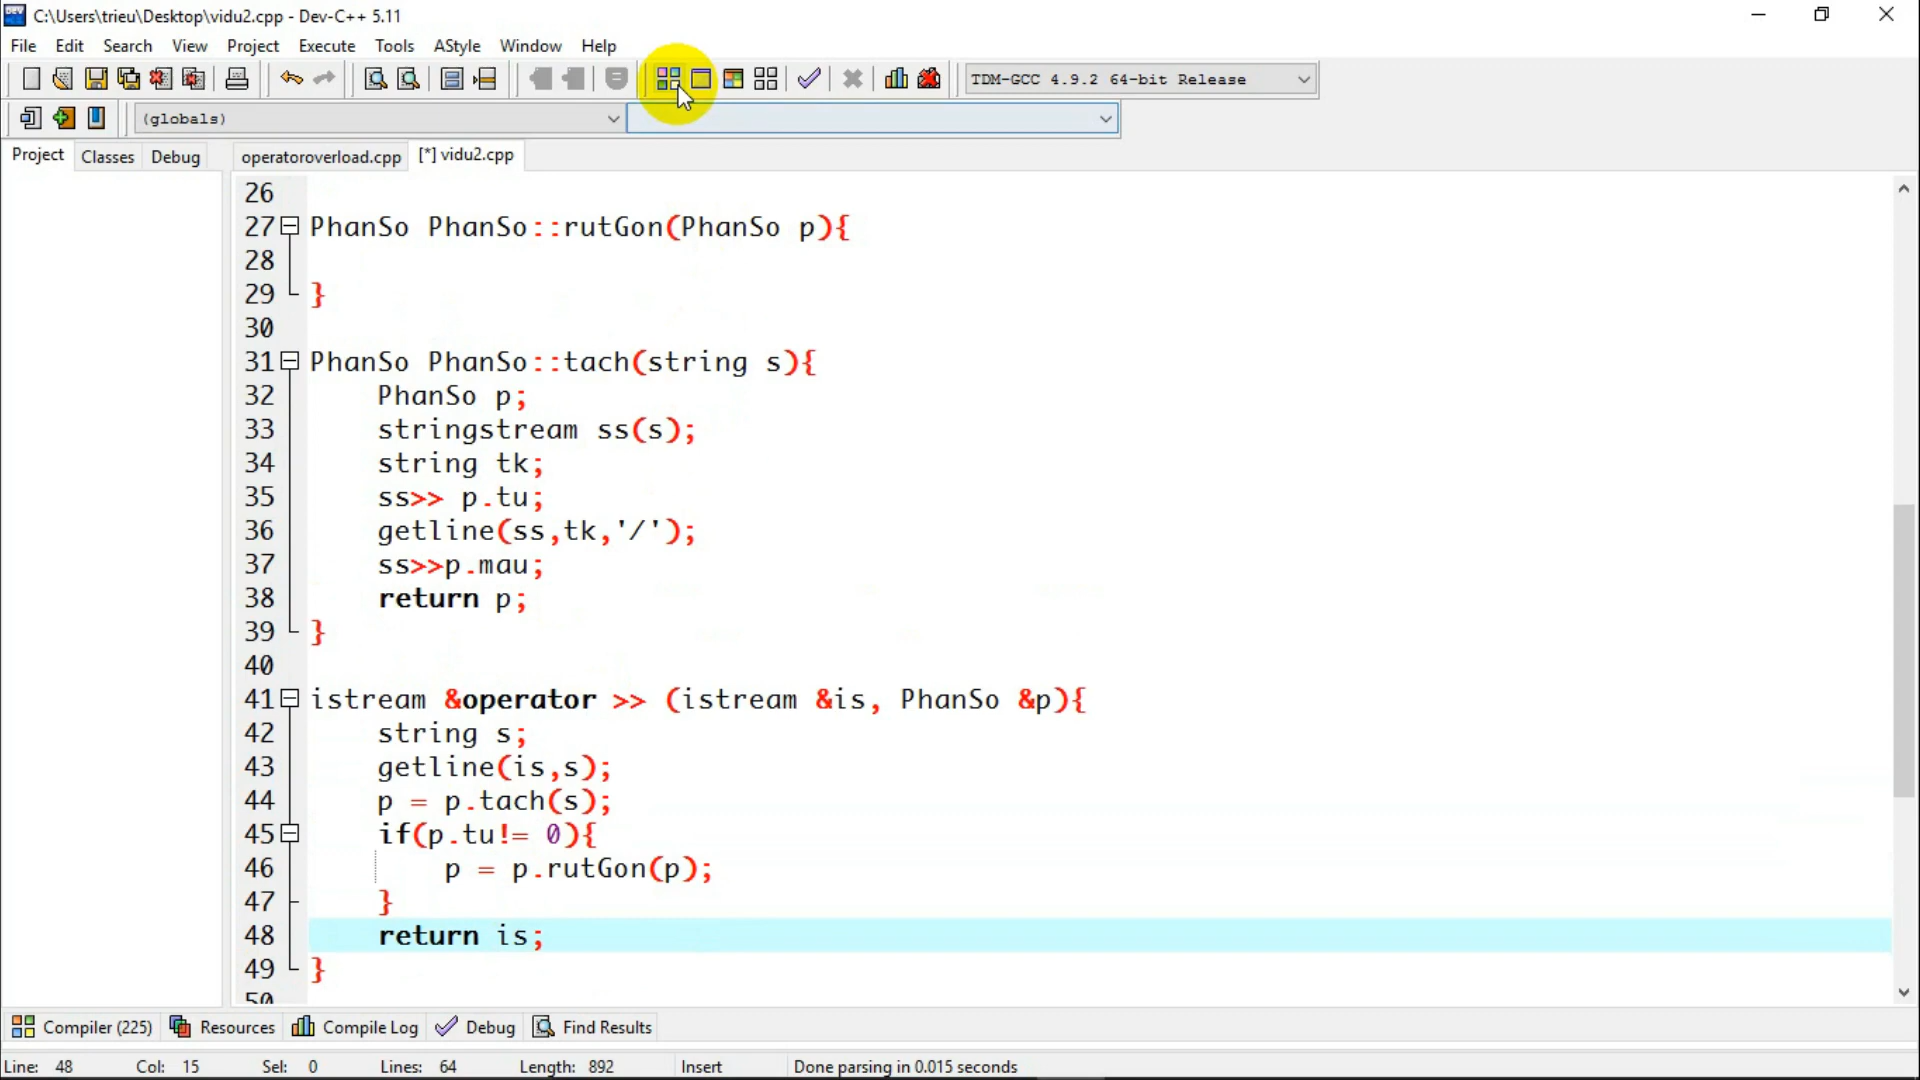 C:\Users\trieu\Desktop\vidu2.cpp - Dev-C++ 5.11
File Edit Search View Project Execute Tools AStyle Window Help
TDM-GCC 4.9.2 64-bit Release
(globals)
Project Classes Debug operatoroverload.cpp [*] vidu2.cpp
26
27 PhanSo PhanSo::rutGon(PhanSo p){
28
29 }
30
31 PhanSo PhanSo::tach(string s){
32 PhanSo p;
33 stringstream ss(s);
34 string tk;
35 ss>> p.tu;
36 getline(ss,tk,'/');
37 ss>>p.mau;
38 return p;
39 }
40
41 istream &operator >> (istream &is, PhanSo &p){
42 string s;
43 getline(is,s);
44 p = p.tach(s);
45 if(p.tu!= 0){
46 p = p.rutGon(p);
47 }
48 return is;
49 }
50
Compiler (225) Resources Compile Log Debug Find Results
Line: 48 Col: 15 Sel: 0 Lines: 64 Length: 892 Insert Done parsing in 0.015 seconds